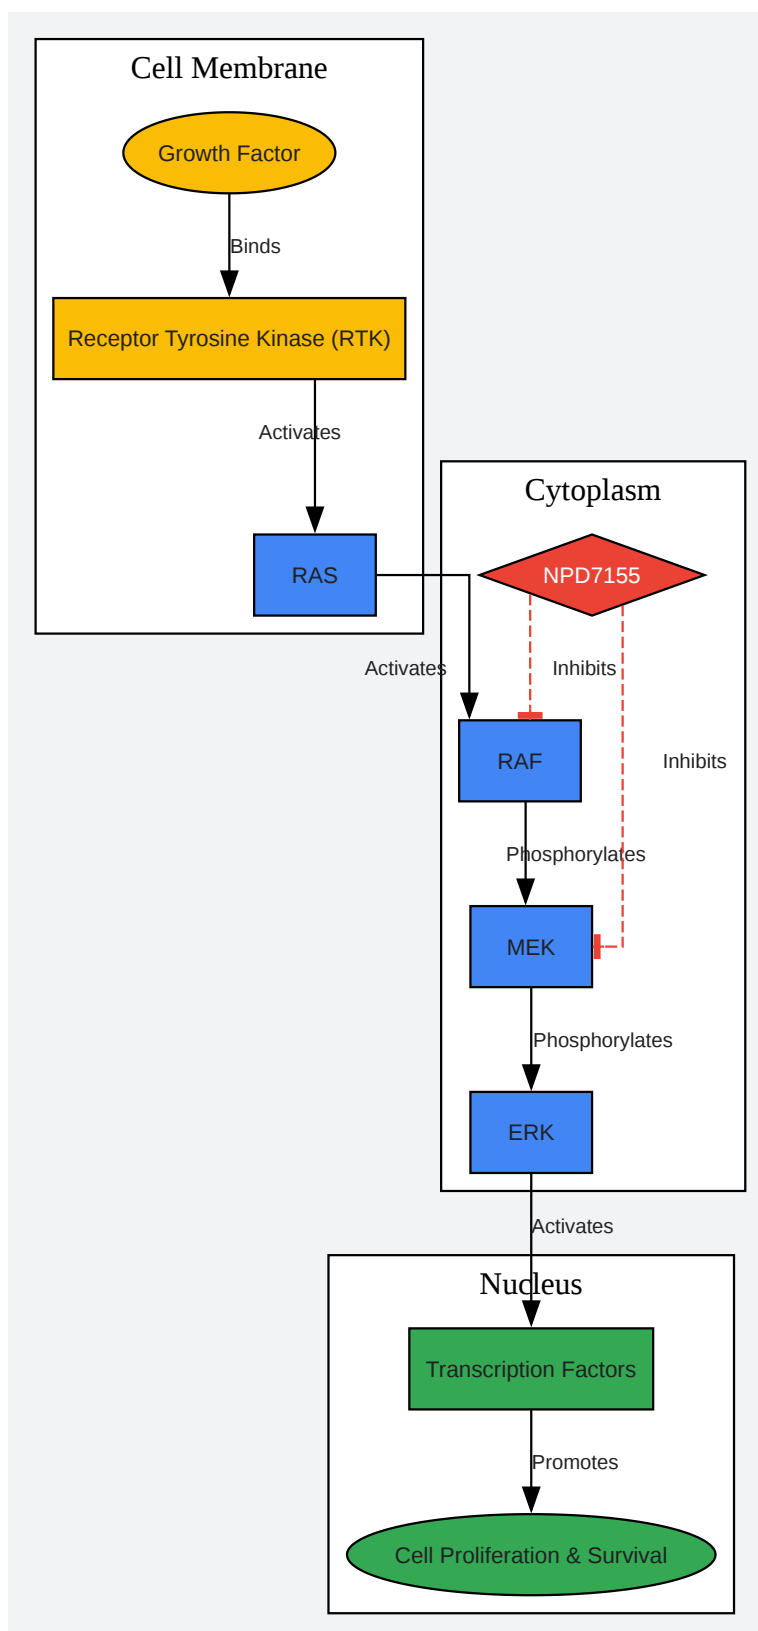 Cell Membrane
Growth Factor
Binds
Receptor Tyrosine Kinase (RTK)
Activates
Cytoplasm
RAS
NPD7155
Activates
Inhibits
RAF
Inhibits
Phosphorylates
MEK
Phosphorylates
ERK
Activates
Nucleus
Transcription Factors
Promotes
Cell Proliferation & Survival